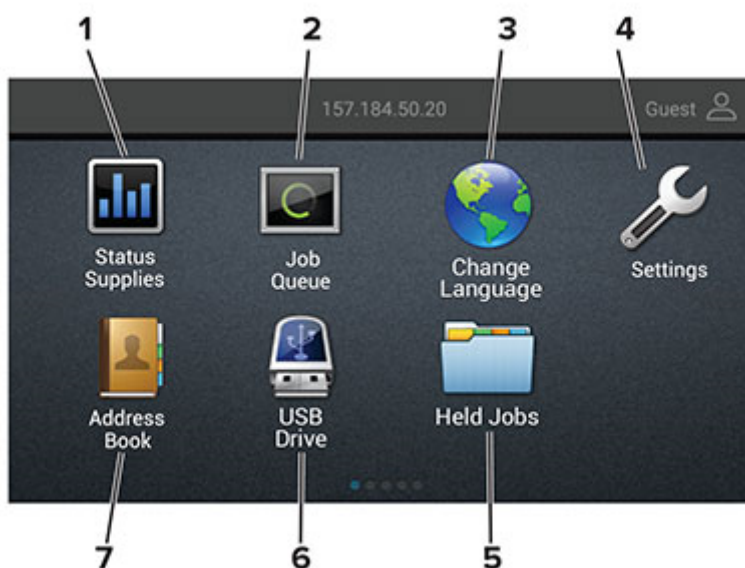 1
2
3
4
157.184.50.20
Guest
Status
Supplies
Job
Queue
Change
Language
Settings
Address
Book
USB
Drive
Held Jobs
7
6
5